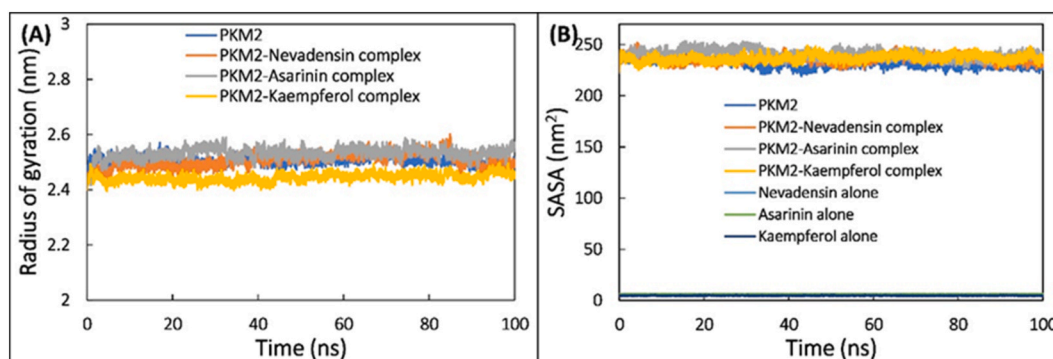 (A)
Radius of gyration (nm)
3
2.8
2.6
2.4
2.2
2
PKM2
PKM2-Nevadensin complex
PKM2-Asarinin complex
PKM2-Kaempferol complex
0 20 40 60 80 100
Time (ns)
(B)
SASA (nm²)
250
200
150
100
50
0
PKM2
PKM2-Nevadensin complex
PKM2-Asarinin complex
PKM2-Kaempferol complex
Nevadensin alone
Asarinin alone
Kaempferol alone
0 20 40 60 80 100
Time (ns)